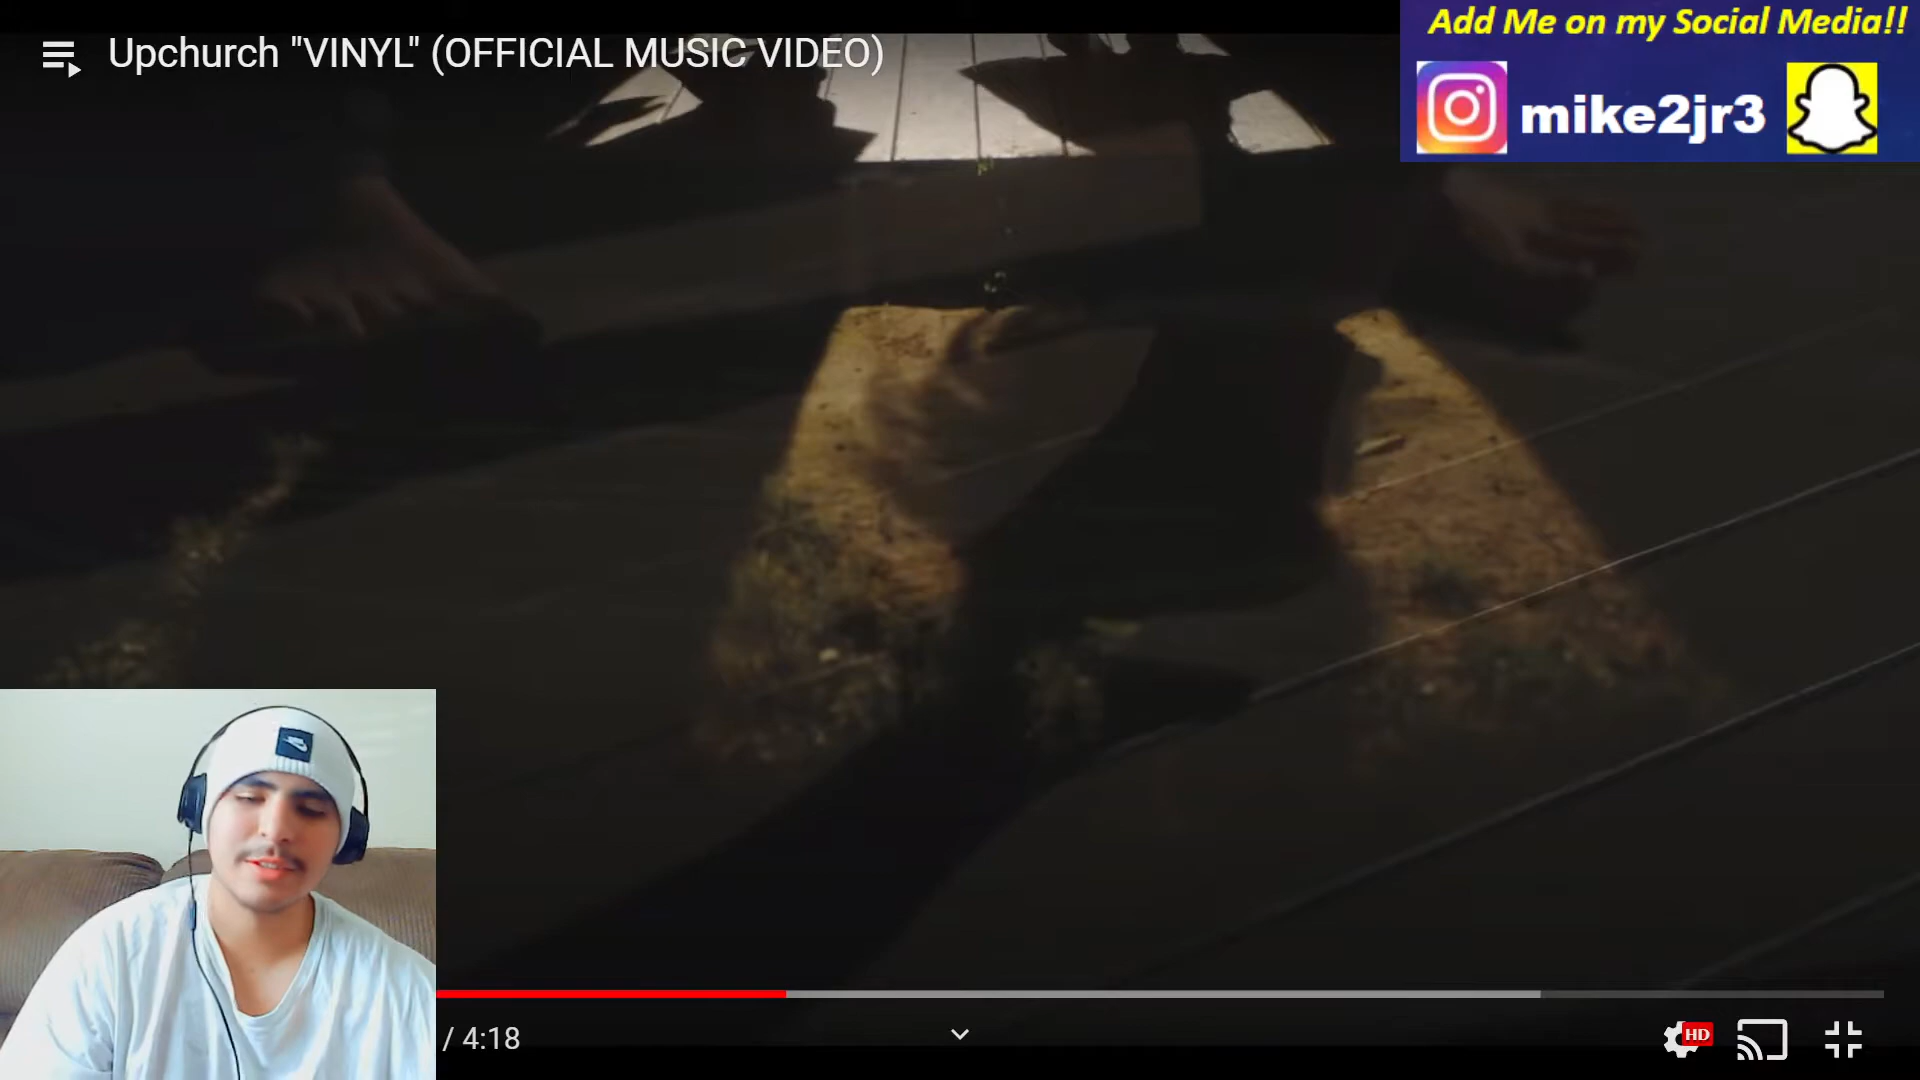 Upchurch "VINYL" (OFFICIAL MUSIC VIDEO)
Add Me on my Social Media!!
mike2jr3
/ 4:18
HD